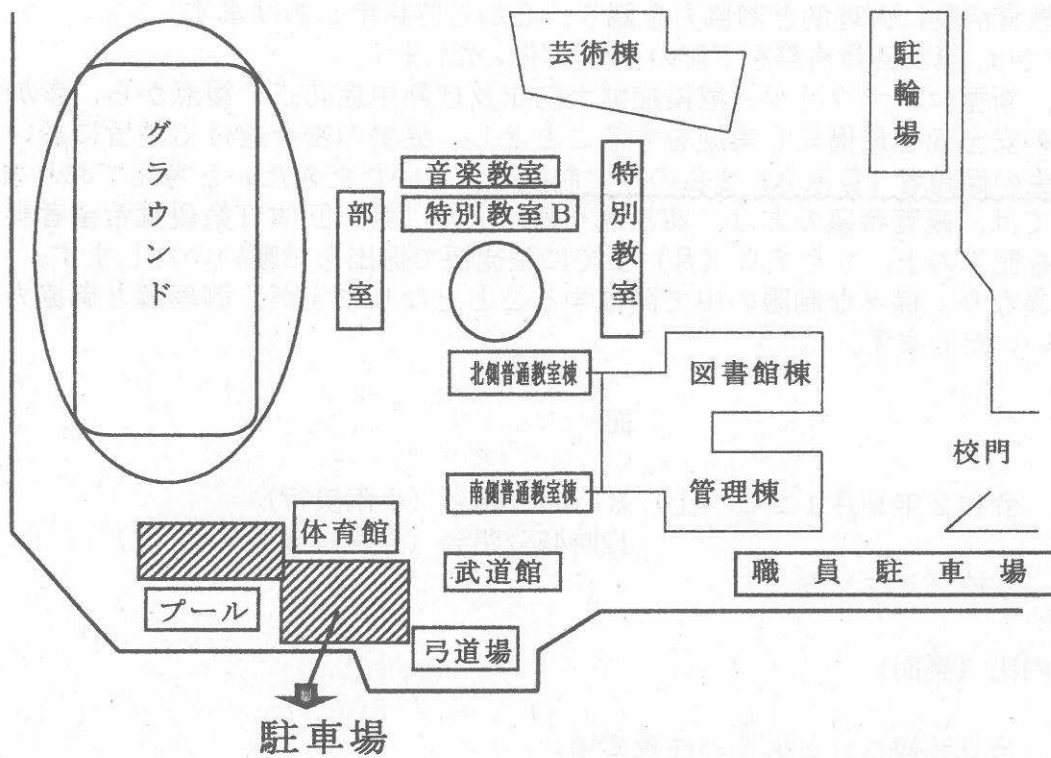 芸術棟
駐輪場
グラウンド
音楽教室
特別教室B
特別教室
部室
北側普通教室棟
図書館棟
校門
南側普通教室棟
管理棟
体育館
武道館
職員駐車場
プール
弓道場
駐車場